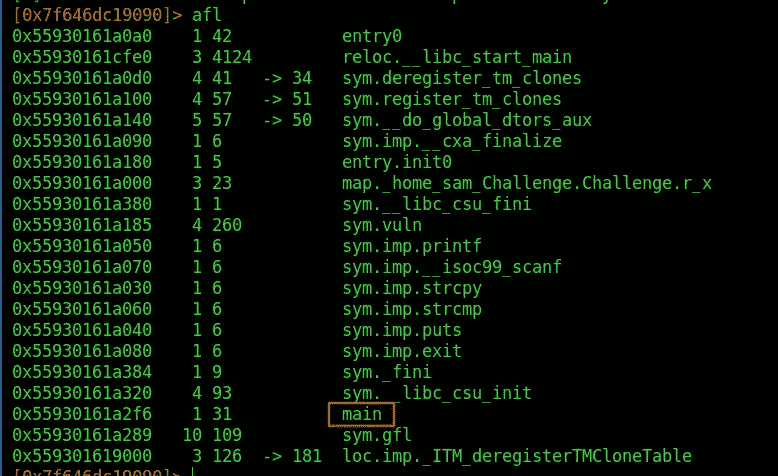 [0x7f646dc19090]> afl
0x55930161a0a0 1 42 entry0
0x55930161cfe0 3 4124 reloc.__libc_start_main
0x55930161a0d0 4 41 -> 34 sym.deregister_tm_clones
0x55930161a100 4 57 -> 51 sym.register_tm_clones
0x55930161a140 5 57 -> 50 sym.__do_global_dtors_aux
0x55930161a090 1 6 sym.imp.__cxa_finalize
0x55930161a180 1 5 entry.init0
0x55930161a000 3 23 map._home_sam_Challenge.Challenge.r_x
0x55930161a380 1 1 sym.__libc_csu_fini
0x55930161a185 4 260 sym.vuln
0x55930161a050 1 6 sym.imp.printf
0x55930161a070 1 6 sym.imp.__isoc99_scanf
0x55930161a030 1 6 sym.imp.strcpy
0x55930161a060 1 6 sym.imp.strcmp
0x55930161a040 1 6 sym.imp.puts
0x55930161a080 1 6 sym.imp.exit
0x55930161a384 1 9 sym._fini
0x55930161a320 4 93 sym.__libc_csu_init
0x55930161a2f6 1 31 main
0x55930161a289 10 109 sym.gfl
0x559301619000 3 126 -> 181 loc.imp._ITM_deregisterTMCloneTable
[0x7f646dc19090]>